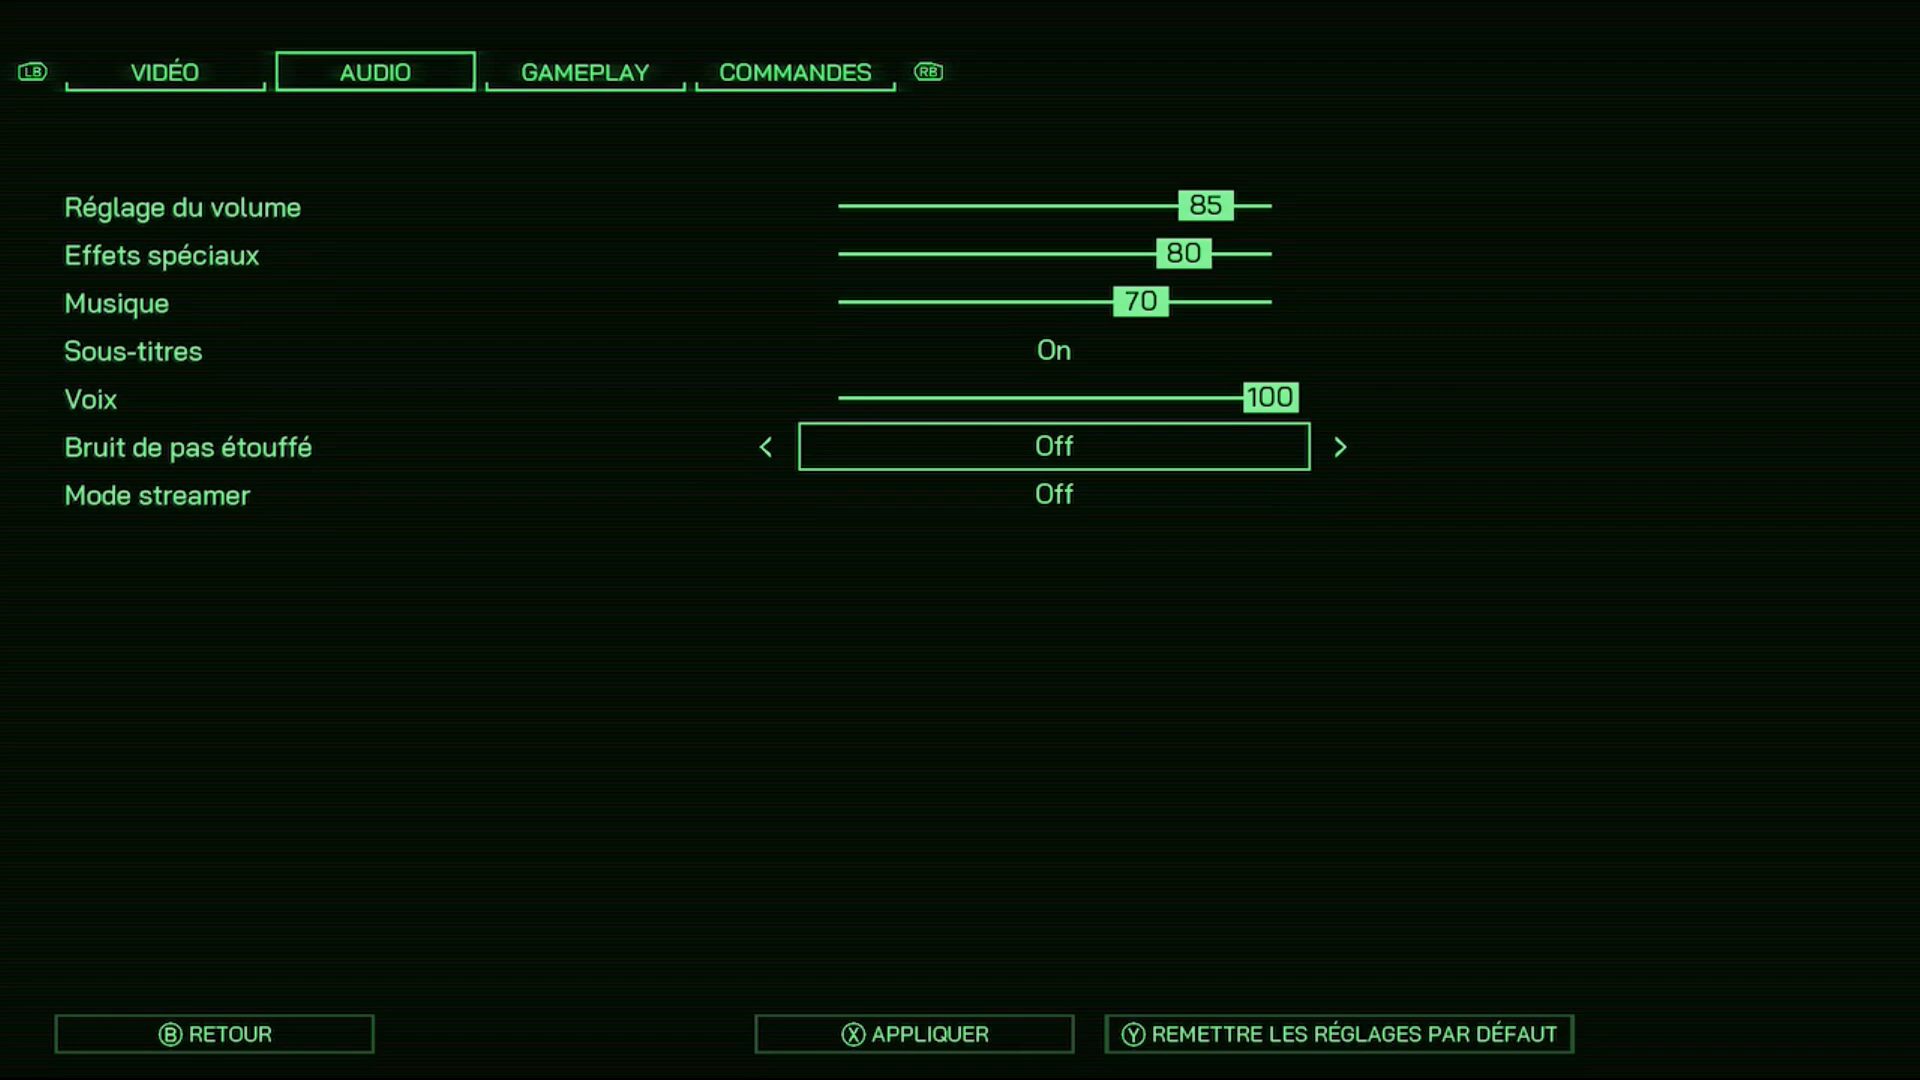 LB VIDÉO AUDIO GAMEPLAY COMMANDES RB
Réglage du volume 85
Effets spéciaux 80
Musique 70
Sous-titres On
Voix 100
Bruit de pas étouffé < Off >
Mode streamer Off
B RETOUR X APPLIQUER Y REMETTRE LES RÉGLAGES PAR DÉFAUT